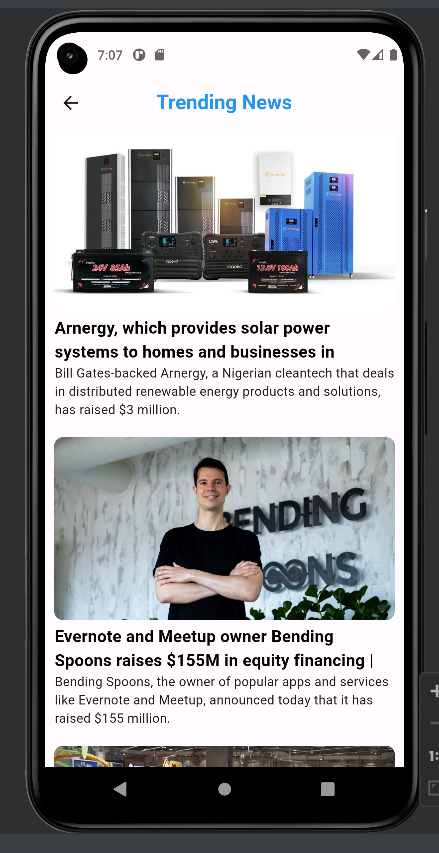 7:07
Trending News
24V 85Ah
12.8V 100Ah
Arnergy, which provides solar power
systems to homes and businesses in
Bill Gates-backed Arnergy, a Nigerian cleantech that deals
in distributed renewable energy products and solutions,
has raised $3 million.
BENDING
SPOONS
Evernote and Meetup owner Bending
Spoons raises $155M in equity financing |
Bending Spoons, the owner of popular apps and services
like Evernote and Meetup, announced today that it has
raised $155 million.
1: